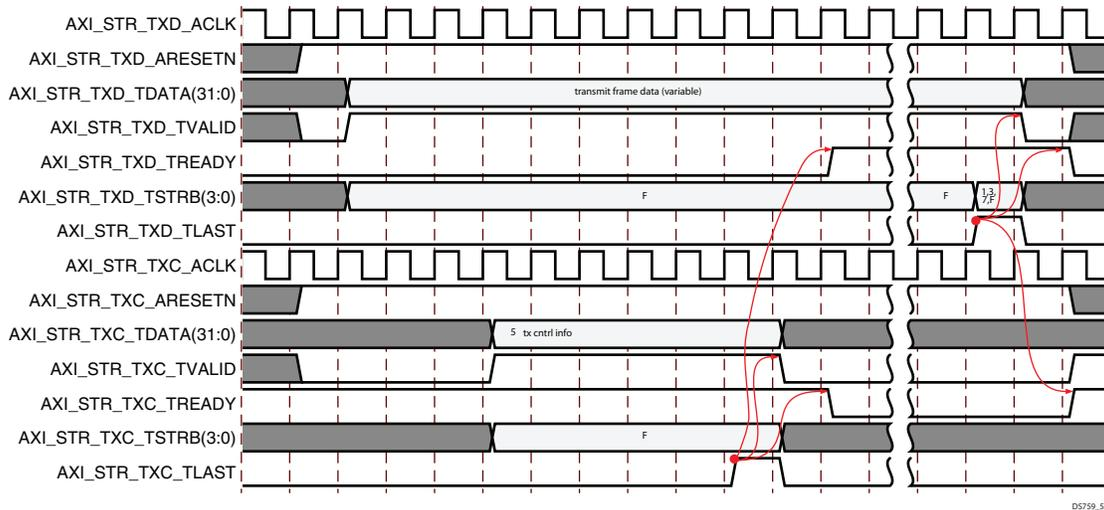 AXI_STR_TXD_ACLK
AXI_STR_TXD_ARESETN
AXI_STR_TXD_TDATA(31:0)
transmit frame data (variable)
AXI_STR_TXD_TVALID
AXI_STR_TXD_TREADY
AXI_STR_TXD_TSTRB(3:0)
F
F
1,3,
7,F
AXI_STR_TXD_TLAST
AXI_STR_TXC_ACLK
AXI_STR_TXC_ARESETN
AXI_STR_TXC_TDATA(31:0)
5 tx cntrl info
AXI_STR_TXC_TVALID
AXI_STR_TXC_TREADY
AXI_STR_TXC_TSTRB(3:0)
F
AXI_STR_TXC_TLAST
DS759_5